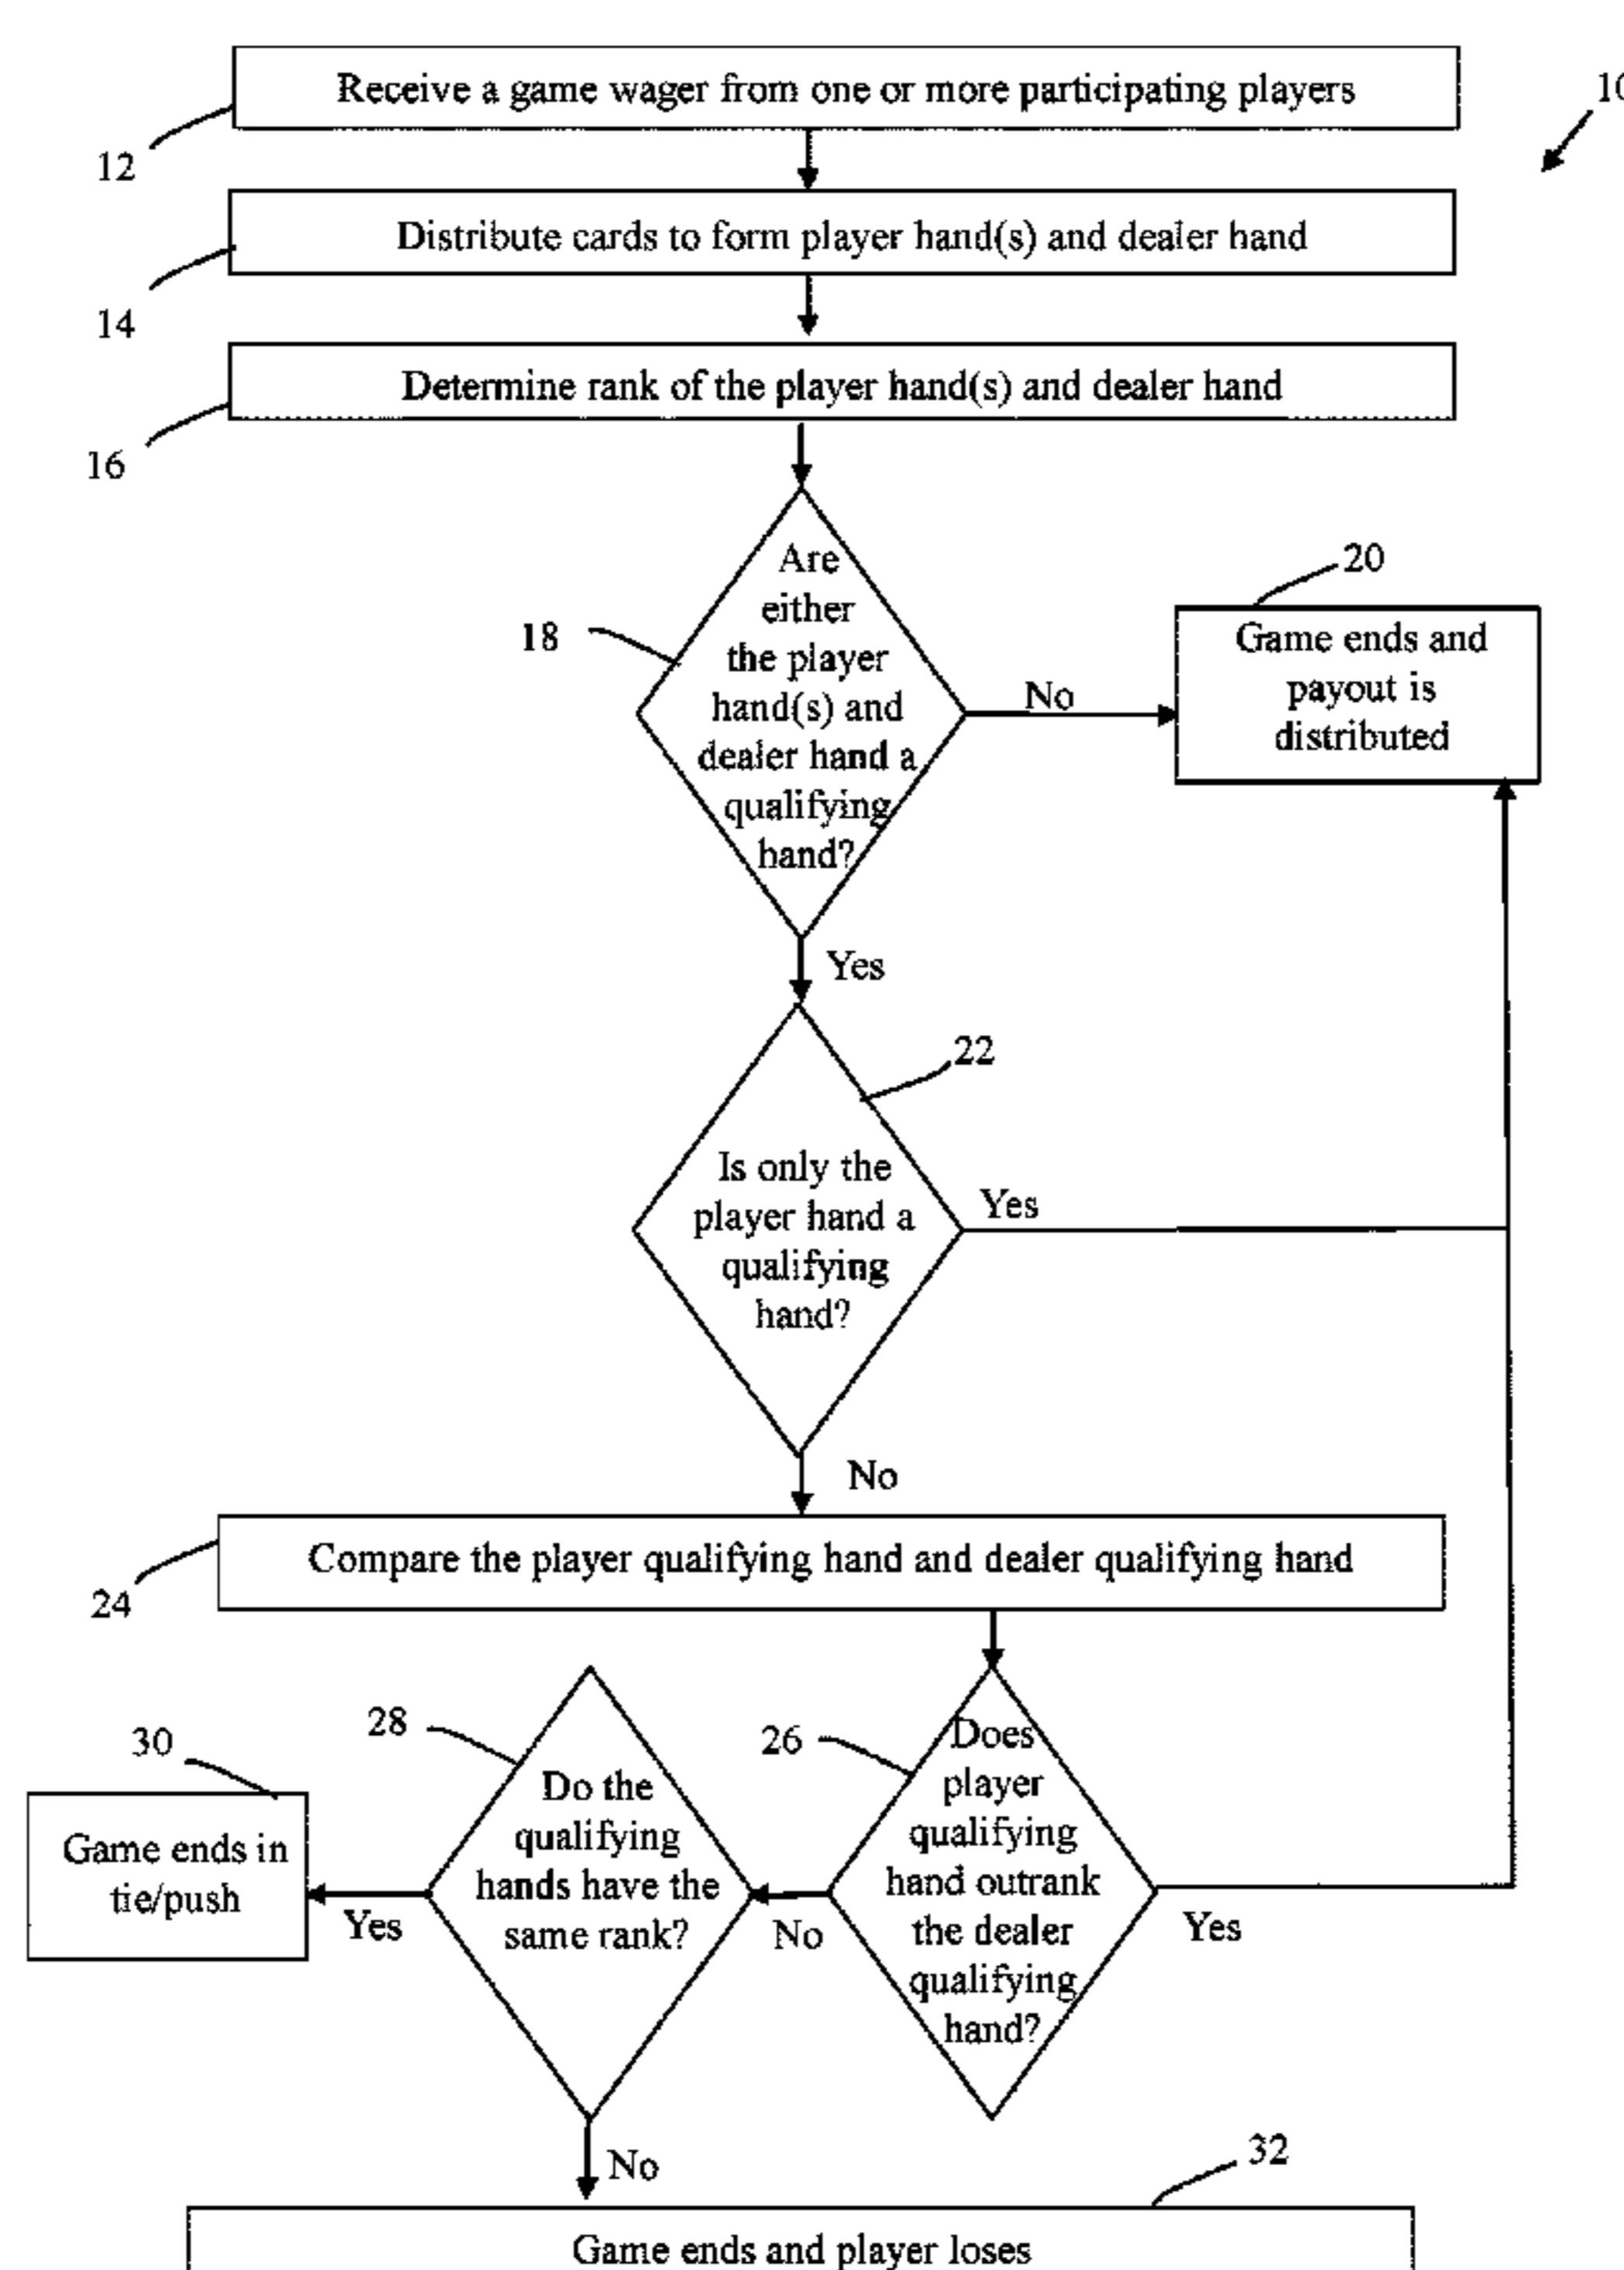 Receive a game wager from one or more participating players
10
12
Distribute cards to form player hand(s) and dealer hand
14
Determine rank of the player hand(s) and dealer hand
16
Are
either
the player
hand(s) and
dealer hand a
qualifying
hand?
18
No
20
Game ends and
payout is
distributed
Yes
22
Is only the
player hand a
qualifying
hand?
Yes
No
Compare the player qualifying hand and dealer qualifying hand
24
26
Does
player
qualifying
hand outrank
the dealer
qualifying
hand?
Yes
No
28
Do the
qualifying
hands have the
same rank?
Yes
30
Game ends in
tie/push
No
32
Game ends and player loses